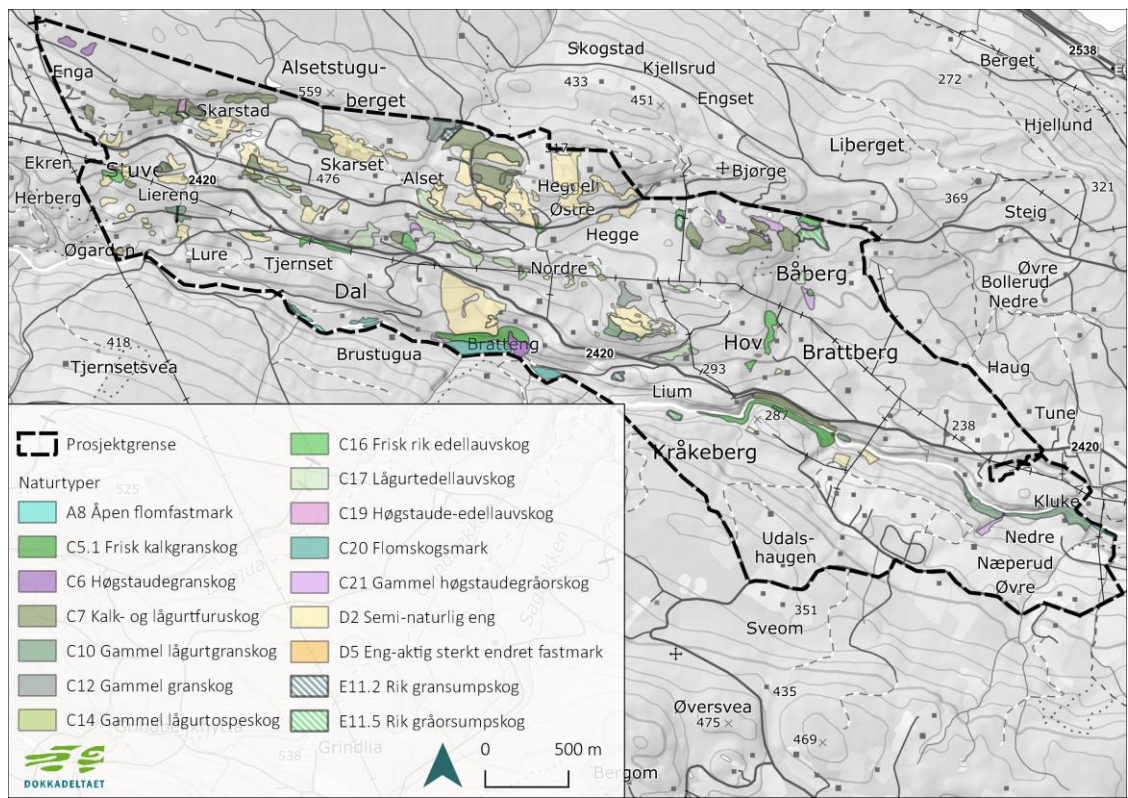 Skogstad
Kjellsrud
2538
Berget
Enga
Alsetstugu-
berget
559
433
451
Engset
272
Skarstad
Hjellund
Liberget
Ekren
Stuve
Skarset
17
Bjørge
321
Herberg
2420
Liereng
476
Alset
Heggeli
369
Østre
Steig
Hegge
Øgarden
Lure
Tjernset
Nordre
Båberg
Øvre
Bollerud
Nedre
Dal
418
Bratteng
2420
Hov
Brattberg
Brustugua
Tjernsetsvea
293
Haug
Lium
287
238
Tune
2420
Kråkeberg
Kluke
Nedre
Næperud
Øvre
Udals-
haugen
351
Sveom
435
Øversvea
475
469
Bergom
Prosjektgrense
Naturtyper
A8 Åpen flomfastmark
C5.1 Frisk kalkgranskog
C6 Høgstaudegranskog
C7 Kalk- og lågurtfuruskog
C10 Gammel lågurtgranskog
C12 Gammel granskog
C14 Gammel lågurtospeskog
C16 Frisk rik edellauvskog
C17 Lågurtedellauvskog
C19 Høgstaude-edellauvskog
C20 Flomskogsmark
C21 Gammel høgstaudegråorskog
D2 Semi-naturlig eng
D5 Eng-aktig sterkt endret fastmark
E11.2 Rik gransumpskog
E11.5 Rik gråorsumpskog
525
538
Grindlia
DOKKADELTAET
0 500 m